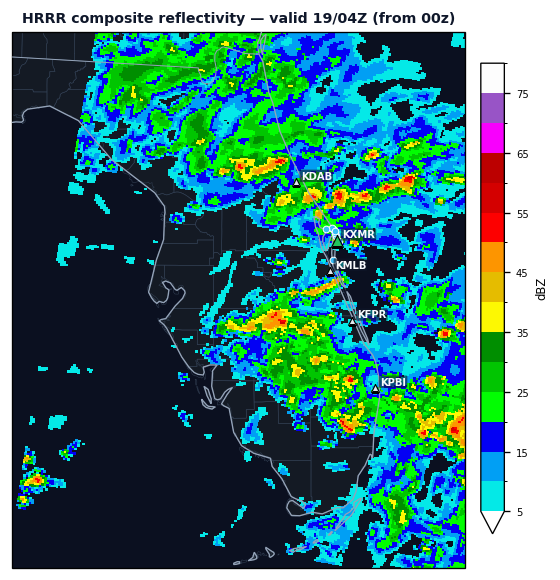 HRRR composite reflectivity — valid 19/04Z (from 00z)
KDAB
KXMR
KMLB
KFPR
KPBI
75
65
55
45
35
25
15
5
dBZ